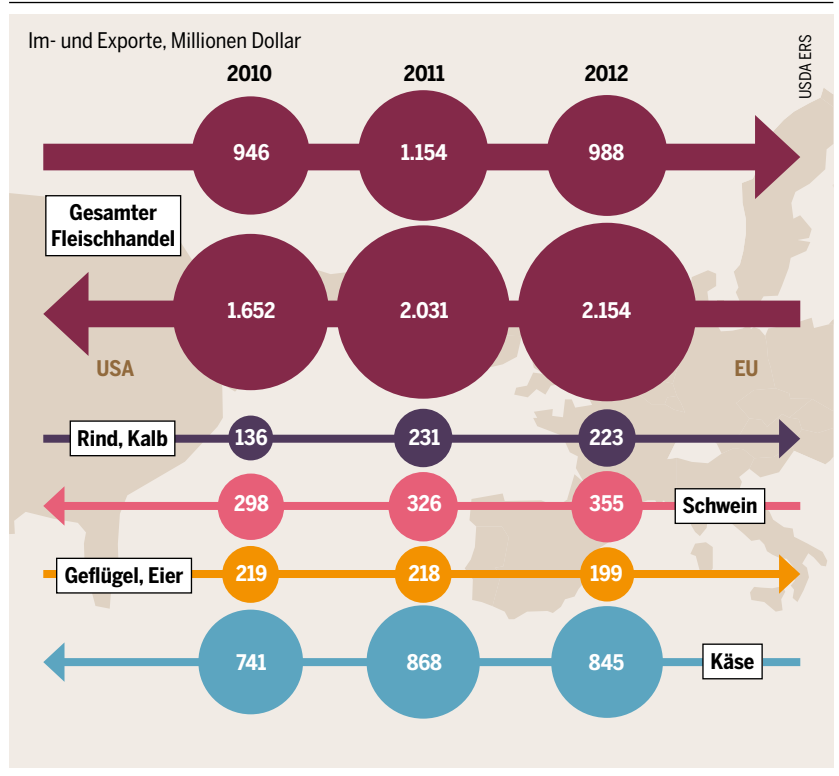 Im- und Exporte, Millionen Dollar
USDA ERS
2010 2011 2012
946 1.154 988
Gesamter
Fleischhandel
1.652 2.031 2.154
USA EU
Rind, Kalb 136 231 223
298 326 355 Schwein
Geflügel, Eier 219 218 199
741 868 845 Käse